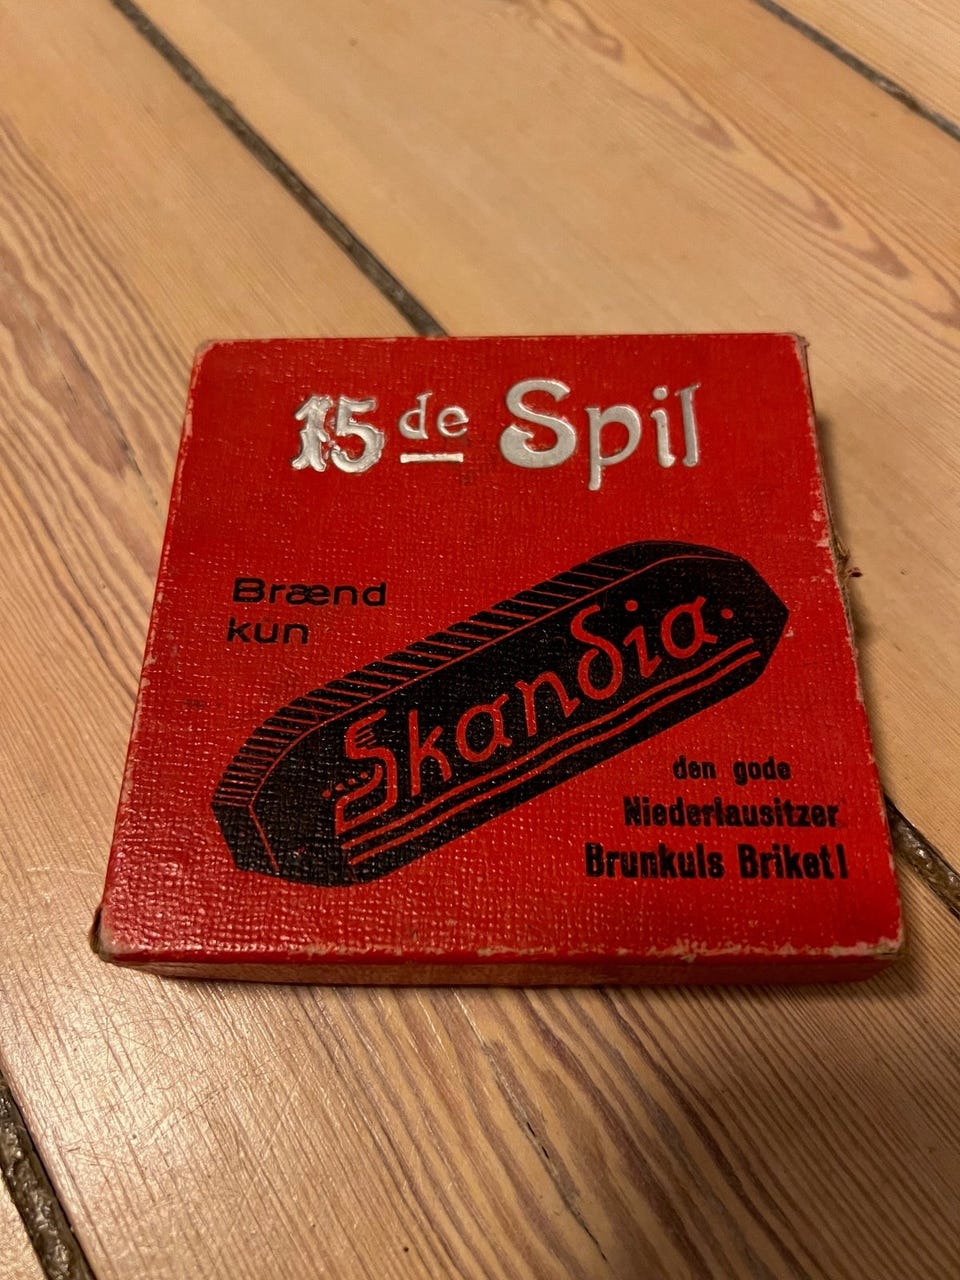 15de Spil
Brænd
kun
Skandia.
den gode
Niederlausitzer
Brunkuls Briket!